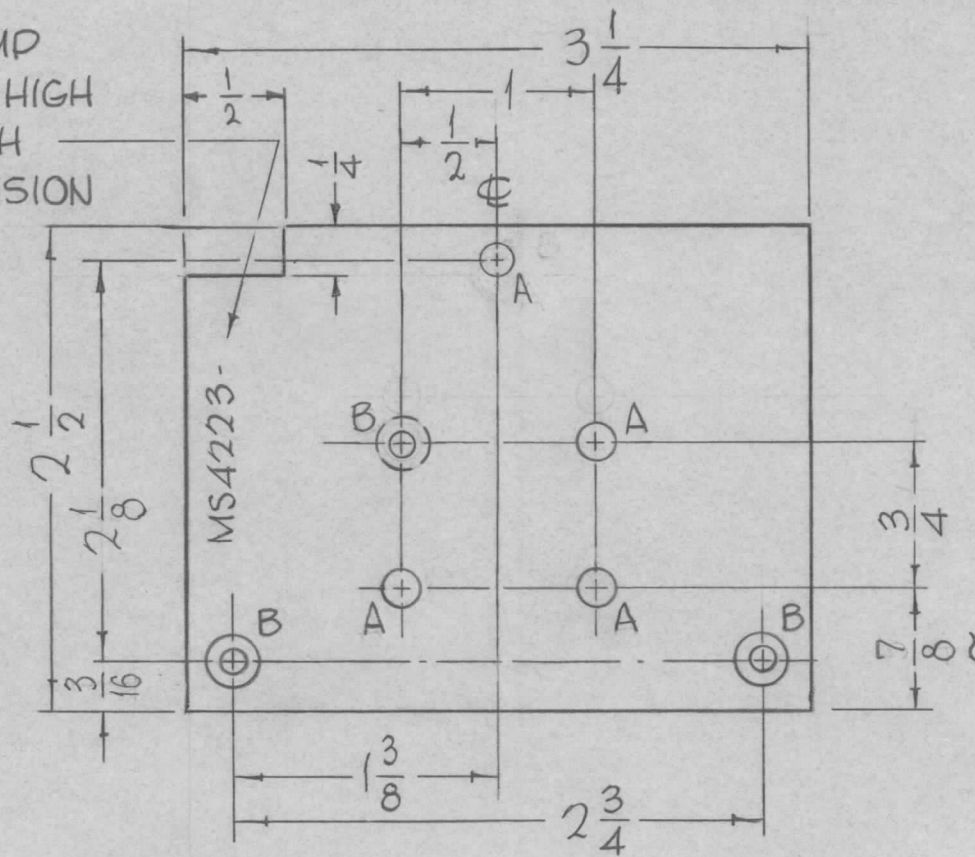 MP
HIGH
H
SION
3 1/4
1/2
1
1/2
1/4
℄
A
2 1/2
2 1/8
MS4223-
B
A
3/4
A
A
B
B
7/8
3/16
1 3/8
2 3/4